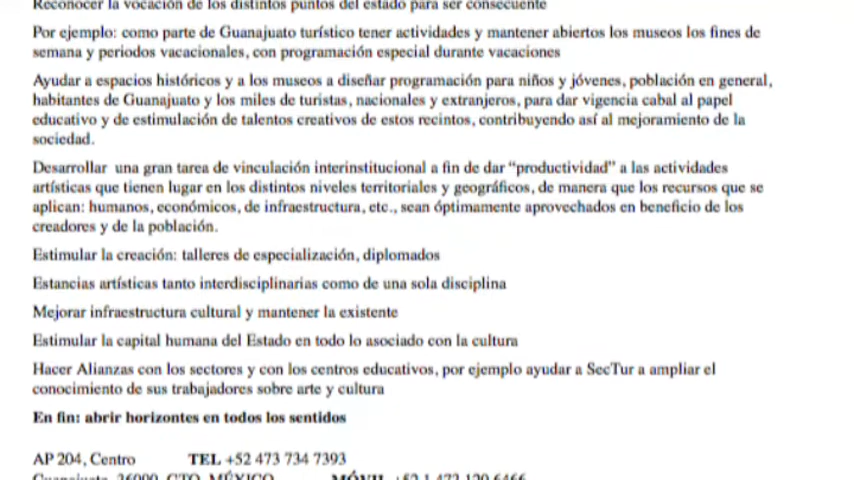 Reconocer la vocación de los distintos puntos del estado para ser consecuente
Por ejemplo: como parte de Guanajuato turístico tener actividades y mantener abiertos los museos los fines de
semana y periodos vacacionales, con programación especial durante vacaciones
Ayudar a espacios históricos y a los museos a diseñar programación para niños y jóvenes, población en general,
habitantes de Guanajuato y los miles de turistas, nacionales y extranjeros, para dar vigencia cabal al papel
educativo y de estimulación de talentos creativos de estos recintos, contribuyendo así al mejoramiento de la
sociedad.
Desarrollar una gran tarea de vinculación interinstitucional a fin de dar “productividad” a las actividades
artísticas que tienen lugar en los distintos niveles territoriales y geográficos, de manera que los recursos que se
aplican: humanos, económicos, de infraestructura, etc., sean óptimamente aprovechados en beneficio de los
creadores y de la población.
Estimular la creación: talleres de especialización, diplomados
Estancias artísticas tanto interdisciplinarias como de una sola disciplina
Mejorar infraestructura cultural y mantener la existente
Estimular la capital humana del Estado en todo lo asociado con la cultura
Hacer Alianzas con los sectores y con los centros educativos, por ejemplo ayudar a SecTur a ampliar el
conocimiento de sus trabajadores sobre arte y cultura
En fin: abrir horizontes en todos los sentidos
AP 204, Centro TEL +52 473 734 7393
Guanajuato, 36000, GTO, MÉXICO MÓVIL +52 1 473 120 6466